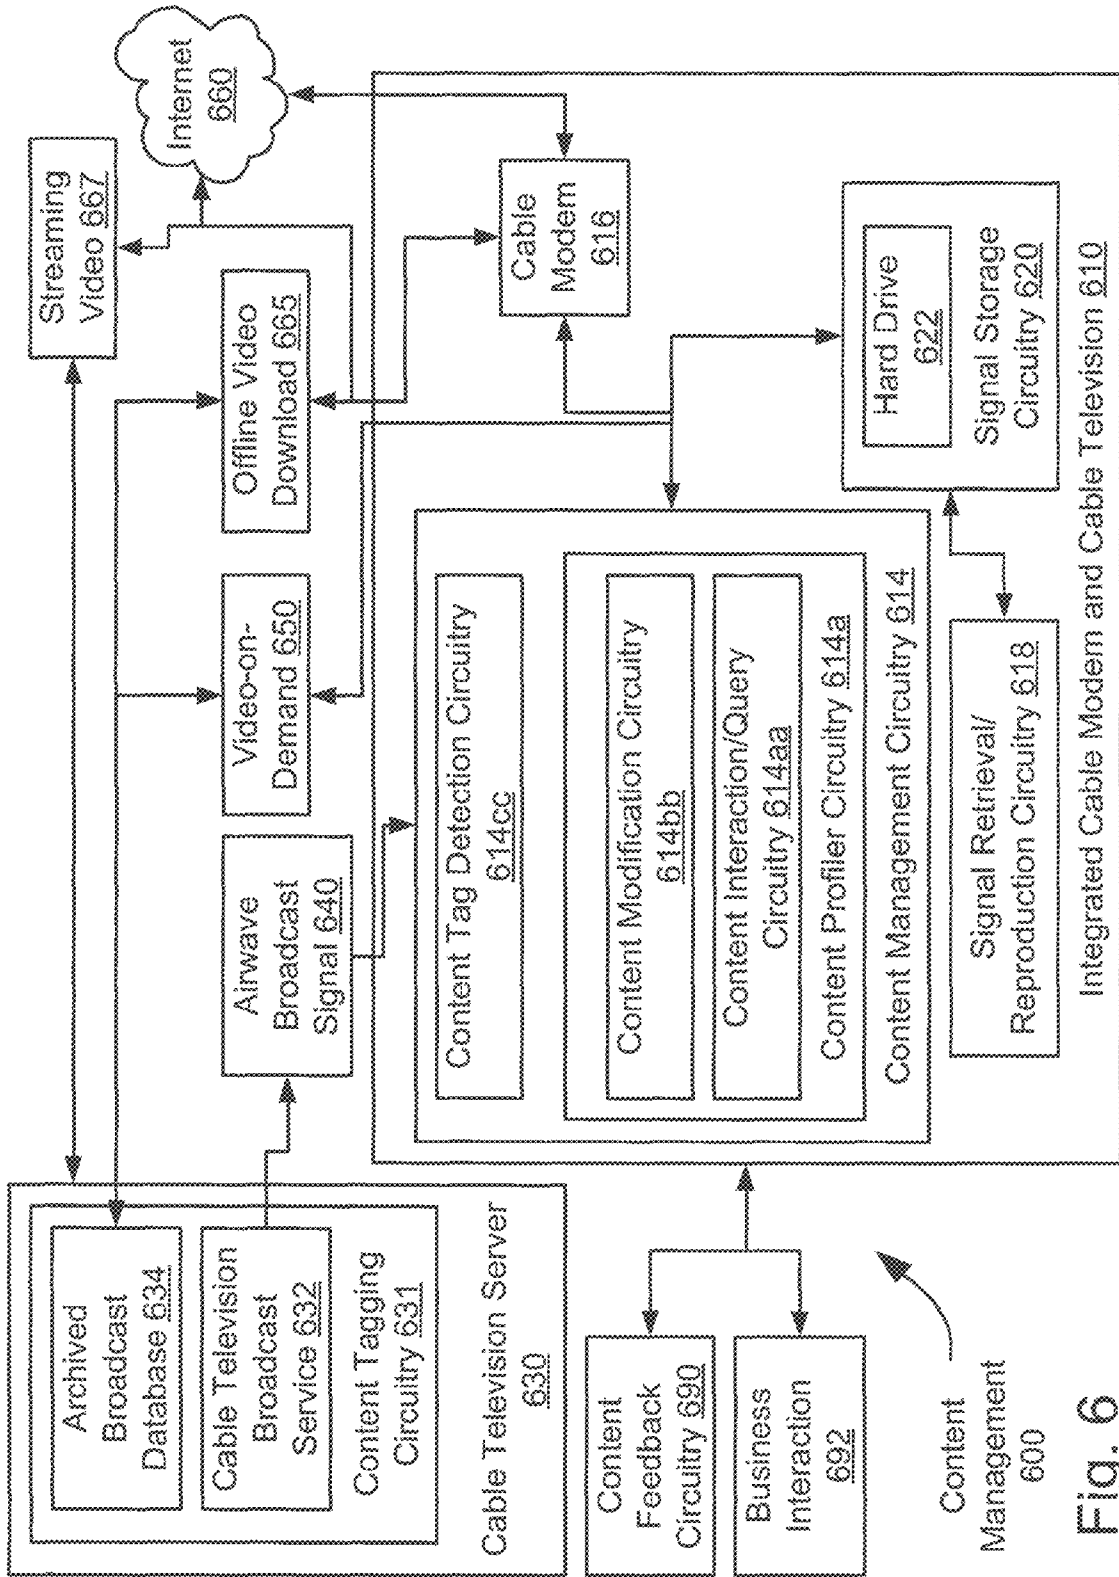 Archived
Broadcast
Database 634
Cable Television
Broadcast
Service 632
Content Tagging
Circuitry 631
Cable Television Server
630
Airwave
Broadcast
Signal 640
Video-on-
Demand 650
Offline Video
Download 665
Streaming
Video 667
Internet
660
Content Feedback
Circuitry 690
Business
Interaction
692
Content Tag Detection Circuitry
614cc
Content Modification Circuitry
614bb
Content Interaction/Query
Circuitry 614aa
Content Profiler Circuitry 614a
Content Management Circuitry 614
Cable
Modem
616
Hard Drive
622
Signal Storage
Circuitry 620
Signal Retrieval/
Reproduction Circuitry 618
Integrated Cable Modem and Cable Television 610
Content
Management
600
Fig. 6